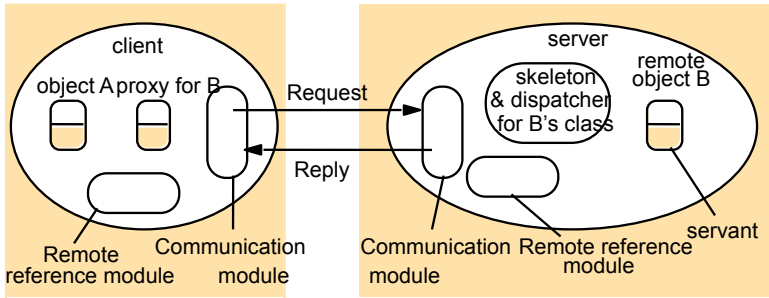 client
object A proxy for B
Request
Reply
Remote
reference module
Communication
module
server
skeleton
& dispatcher
for B's class
remote
object B
Communication
module
Remote reference
module
servant